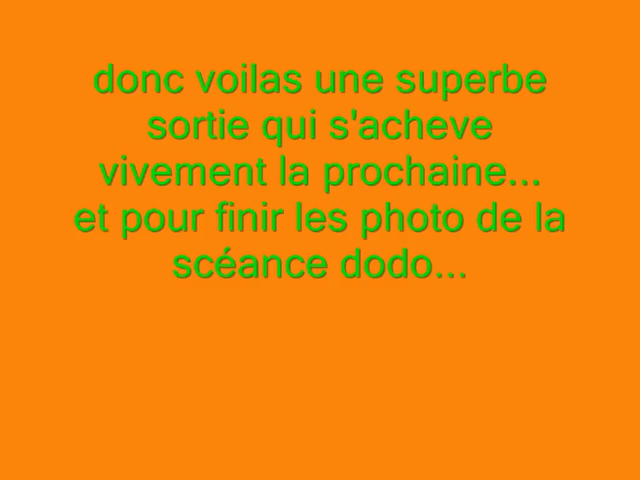 donc voilas une superbe
sortie qui s'acheve
vivement la prochaine...
et pour finir les photo de la
scéance dodo...